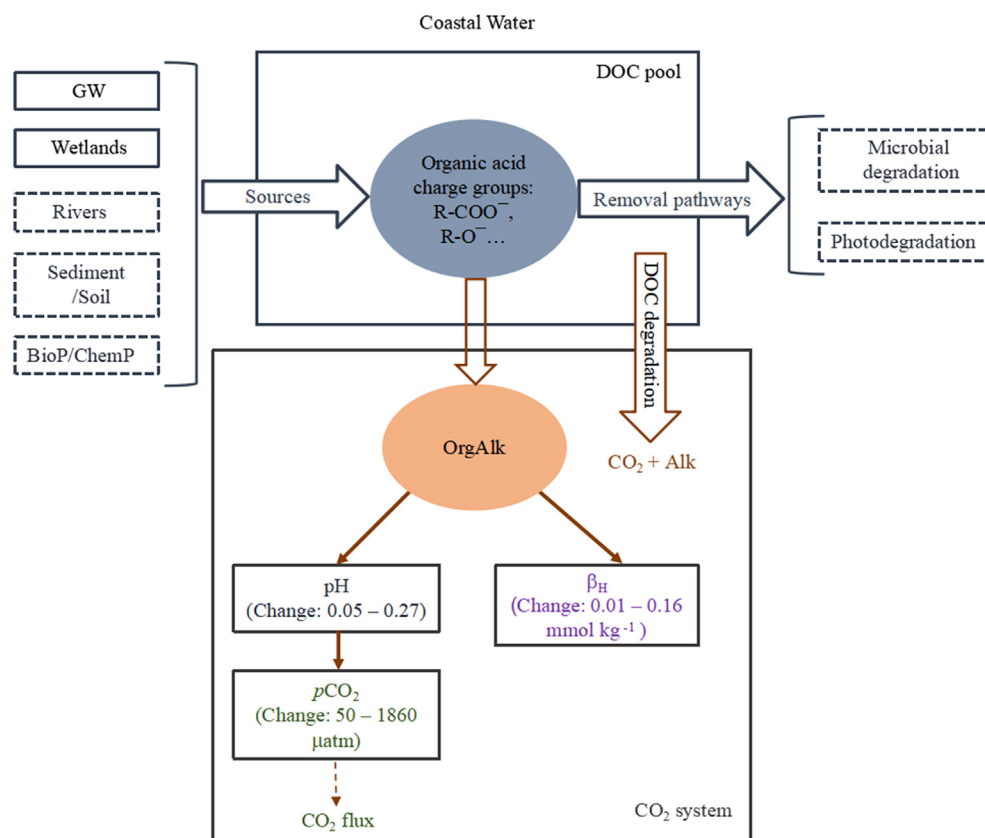 Coastal Water
DOC pool
GW
Wetlands
Rivers
Sediment
/Soil
BioP/ChemP
Sources
Organic acid
charge groups:
R-COO⁻,
R-O⁻…
Removal pathways
Microbial
degradation
Photodegradation
DOC degradation
CO₂ + Alk
OrgAlk
pH
(Change: 0.05 – 0.27)
βH
(Change: 0.01 – 0.16
mmol kg⁻¹ )
pCO₂
(Change: 50 – 1860
µatm)
CO₂ flux
CO₂ system